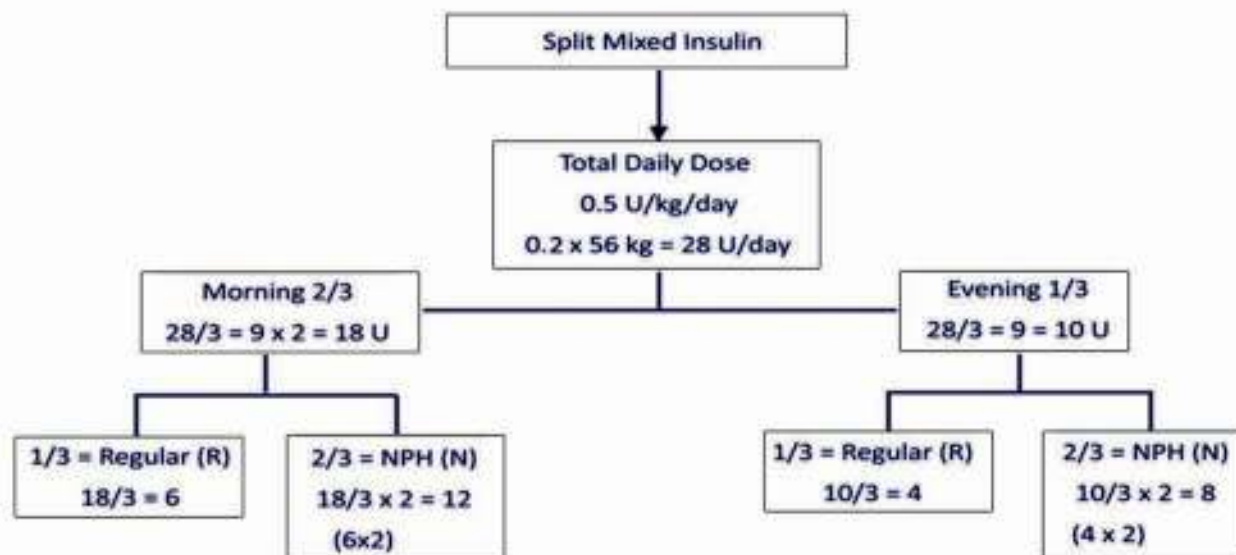 Split Mixed Insulin
Total Daily Dose
0.5 U/kg/day
0.2 x 56 kg = 28 U/day
Morning 2/3
28/3 = 9 x 2 = 18 U
Evening 1/3
28/3 = 9 = 10 U
1/3 = Regular (R)
18/3 = 6
2/3 = NPH (N)
18/3 x 2 = 12
(6x2)
1/3 = Regular (R)
10/3 = 4
2/3 = NPH (N)
10/3 x 2 = 8
(4 x 2)